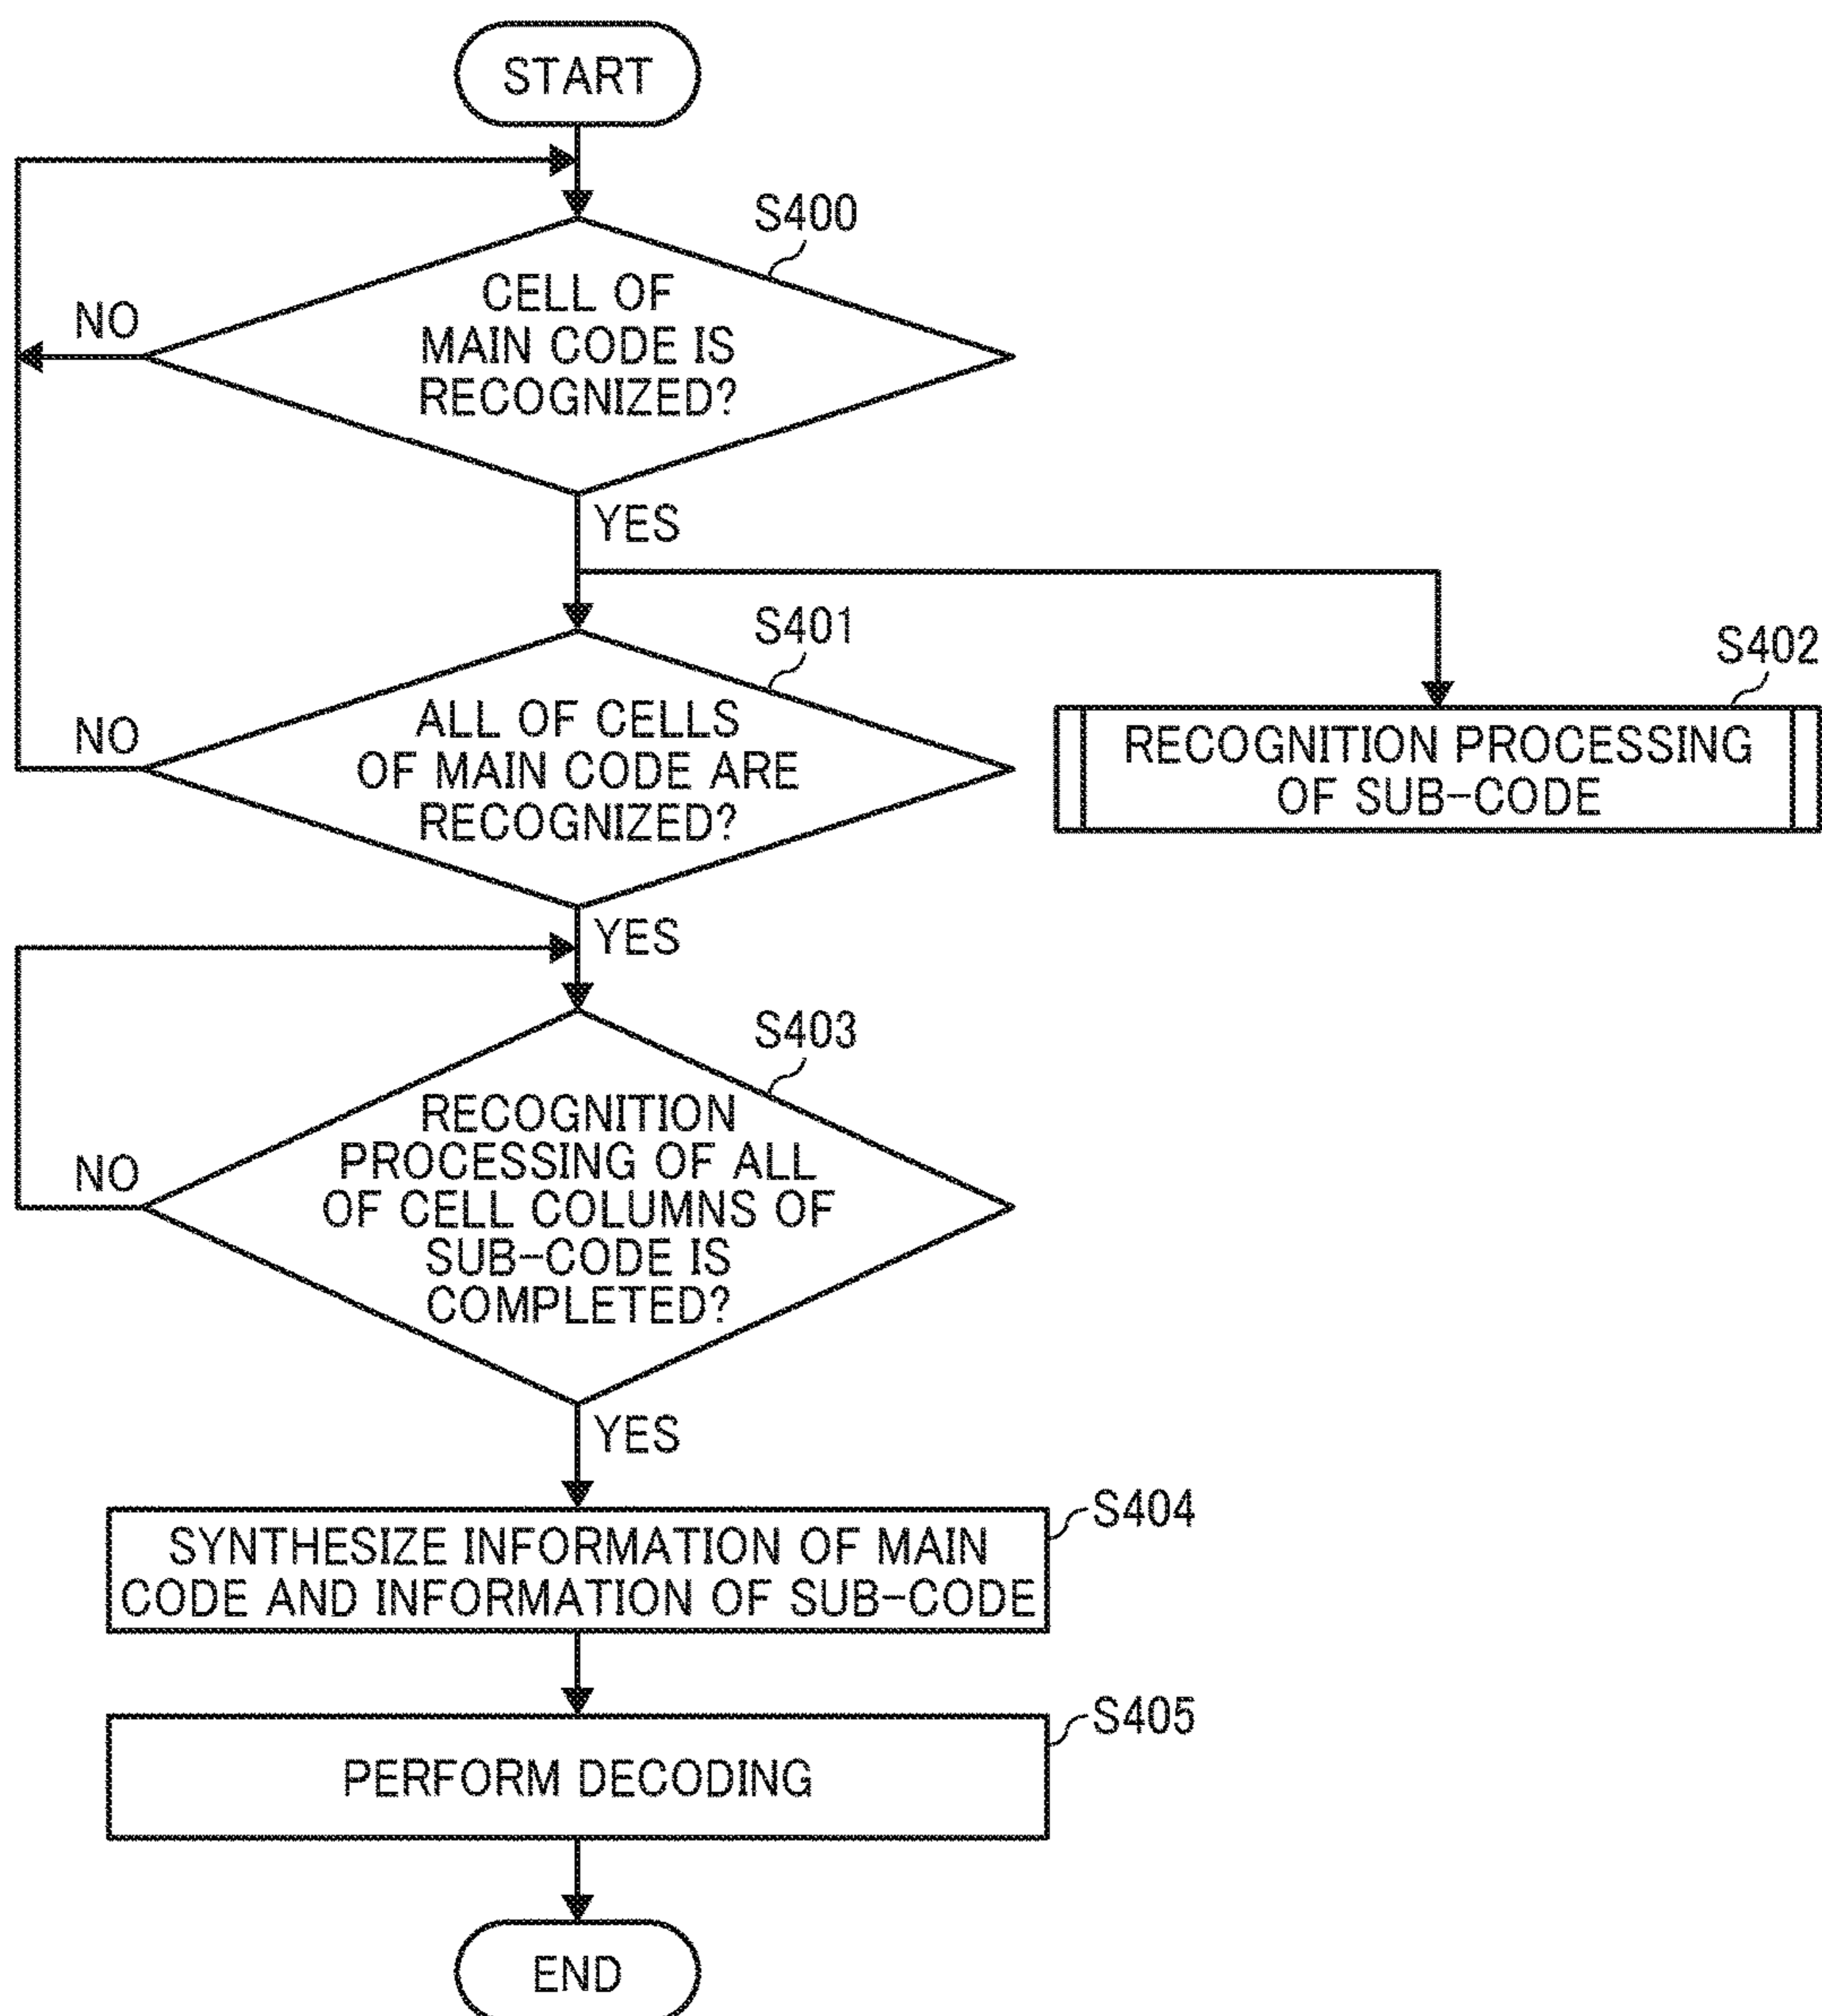 START
S400
CELL OF
MAIN CODE IS
RECOGNIZED?
NO
YES
S401
ALL OF CELLS
OF MAIN CODE ARE
RECOGNIZED?
NO
S402
RECOGNITION PROCESSING
OF SUB-CODE
YES
S403
RECOGNITION
PROCESSING OF ALL
OF CELL COLUMNS OF
SUB-CODE IS
COMPLETED?
NO
YES
S404
SYNTHESIZE INFORMATION OF MAIN
CODE AND INFORMATION OF SUB-CODE
S405
PERFORM DECODING
END